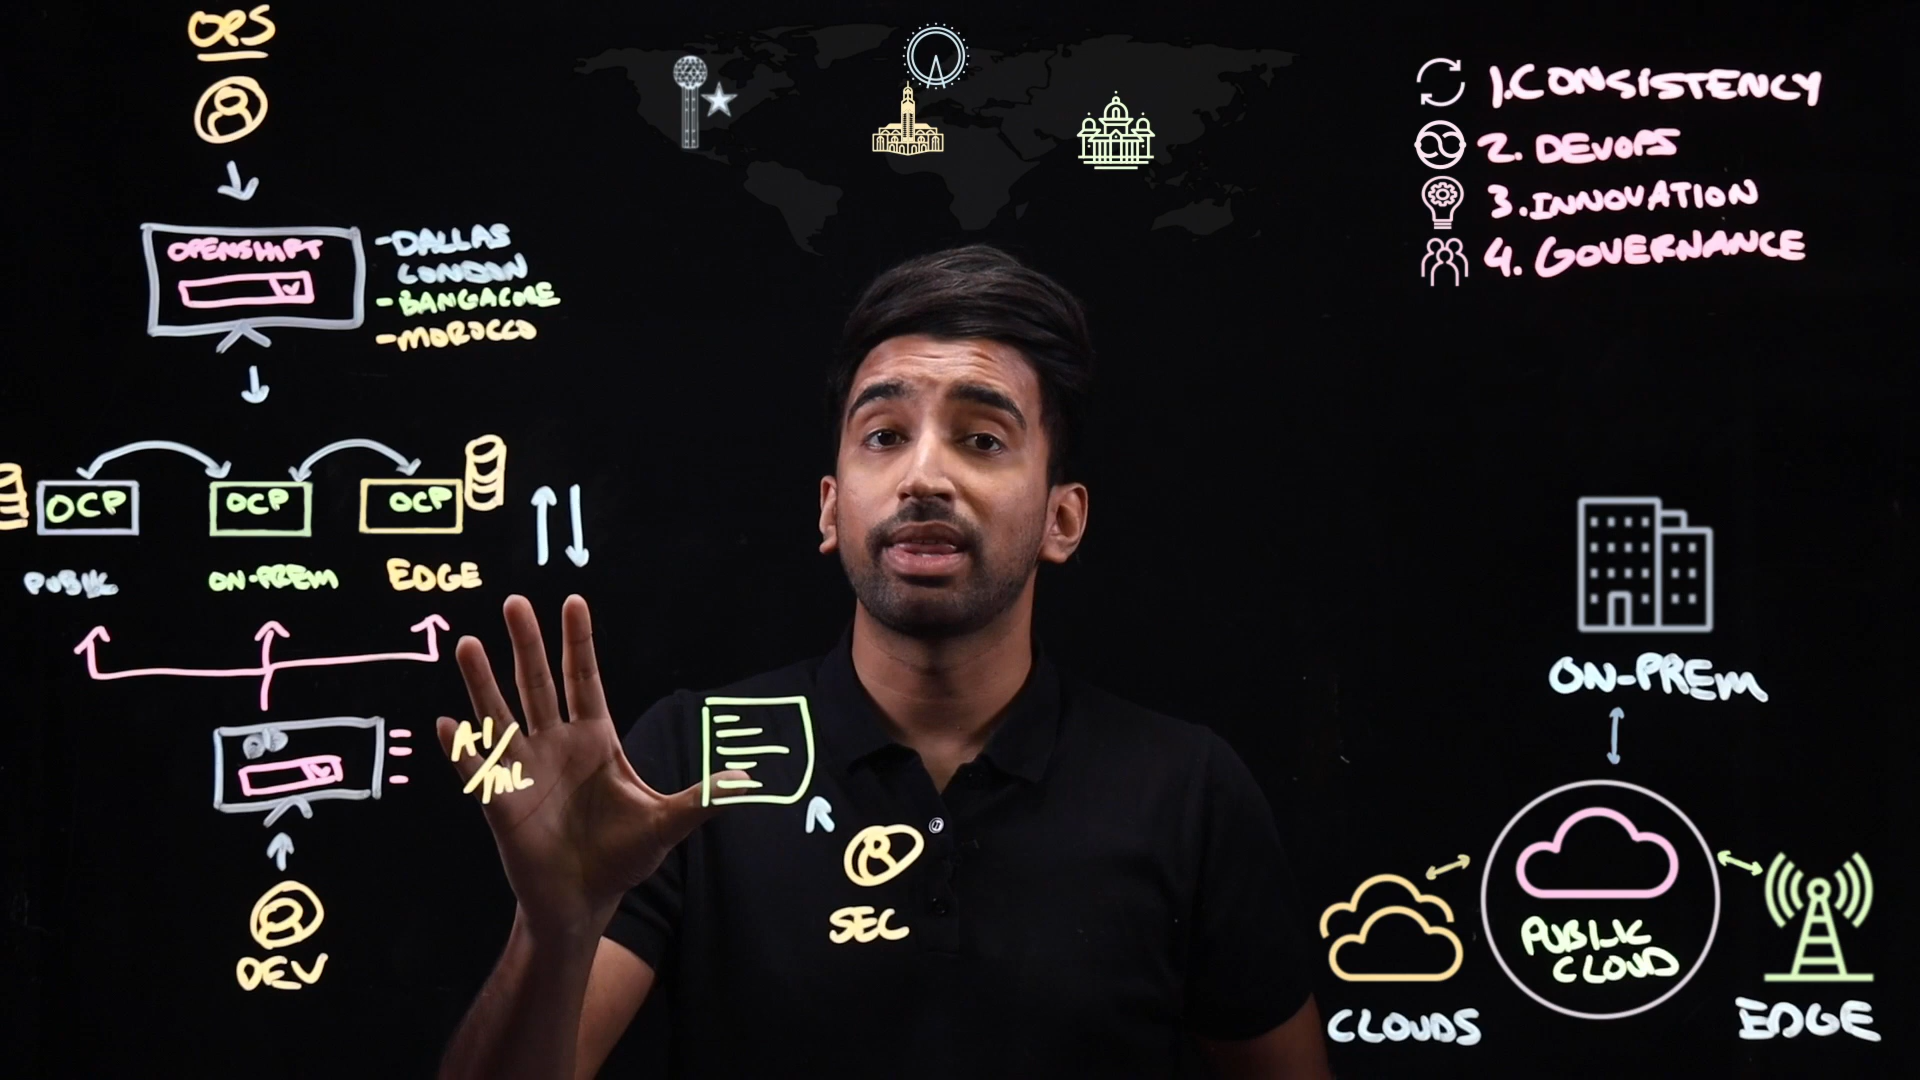 OPS
OPENSHIFT
-DALLAS
LONDON
-BANGALORE
-MOROCCO
OCP
OCP
OCP
PUBLIC
ON-PREM
EDGE
AI/ML
DEV
SEC
1.CONSISTENCY
2. DEVOPS
3.INNOVATION
4. GOVERNANCE
ON-PREM
PUBLIC
CLOUD
CLOUDS
EDGE